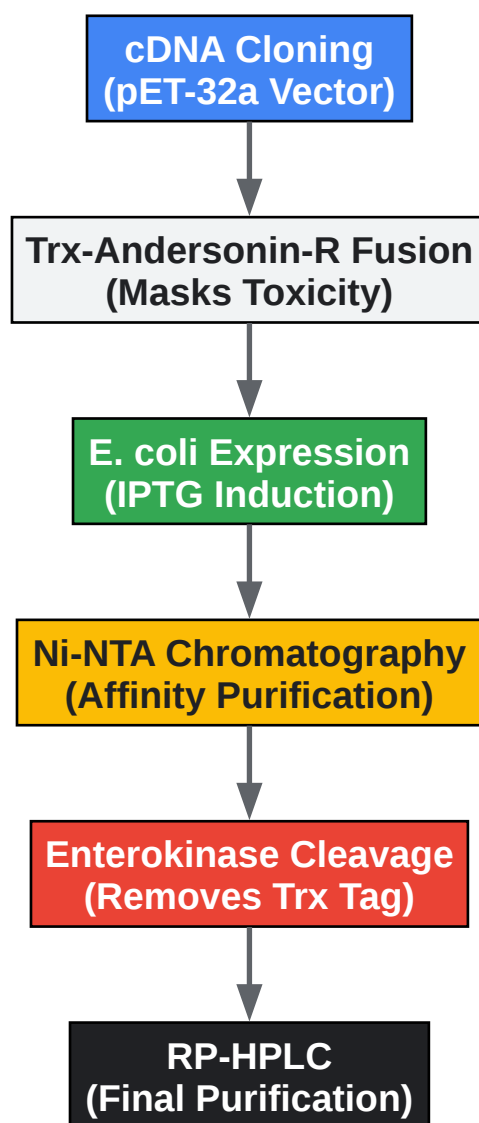 cDNA Cloning
(pET-32a Vector)
Trx-Andersonin-R Fusion
(Masks Toxicity)
E. coli Expression
(IPTG Induction)
Ni-NTA Chromatography
(Affinity Purification)
Enterokinase Cleavage
(Removes Trx Tag)
RP-HPLC
(Final Purification)